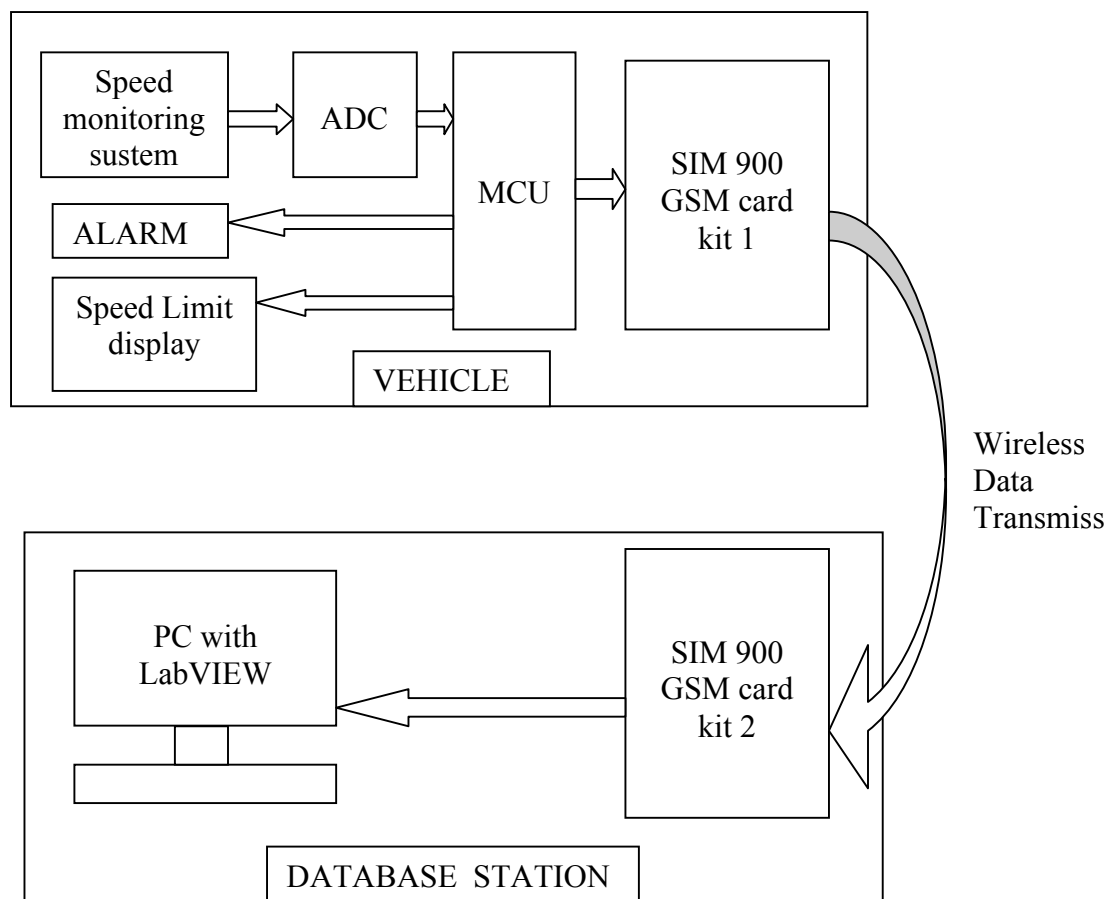 Speed
monitoring
sustem
ADC
MCU
SIM 900
GSM card
kit 1
ALARM
Speed Limit
display
VEHICLE
Wireless
Data
Transmiss
PC with
LabVIEW
SIM 900
GSM card
kit 2
DATABASE STATION